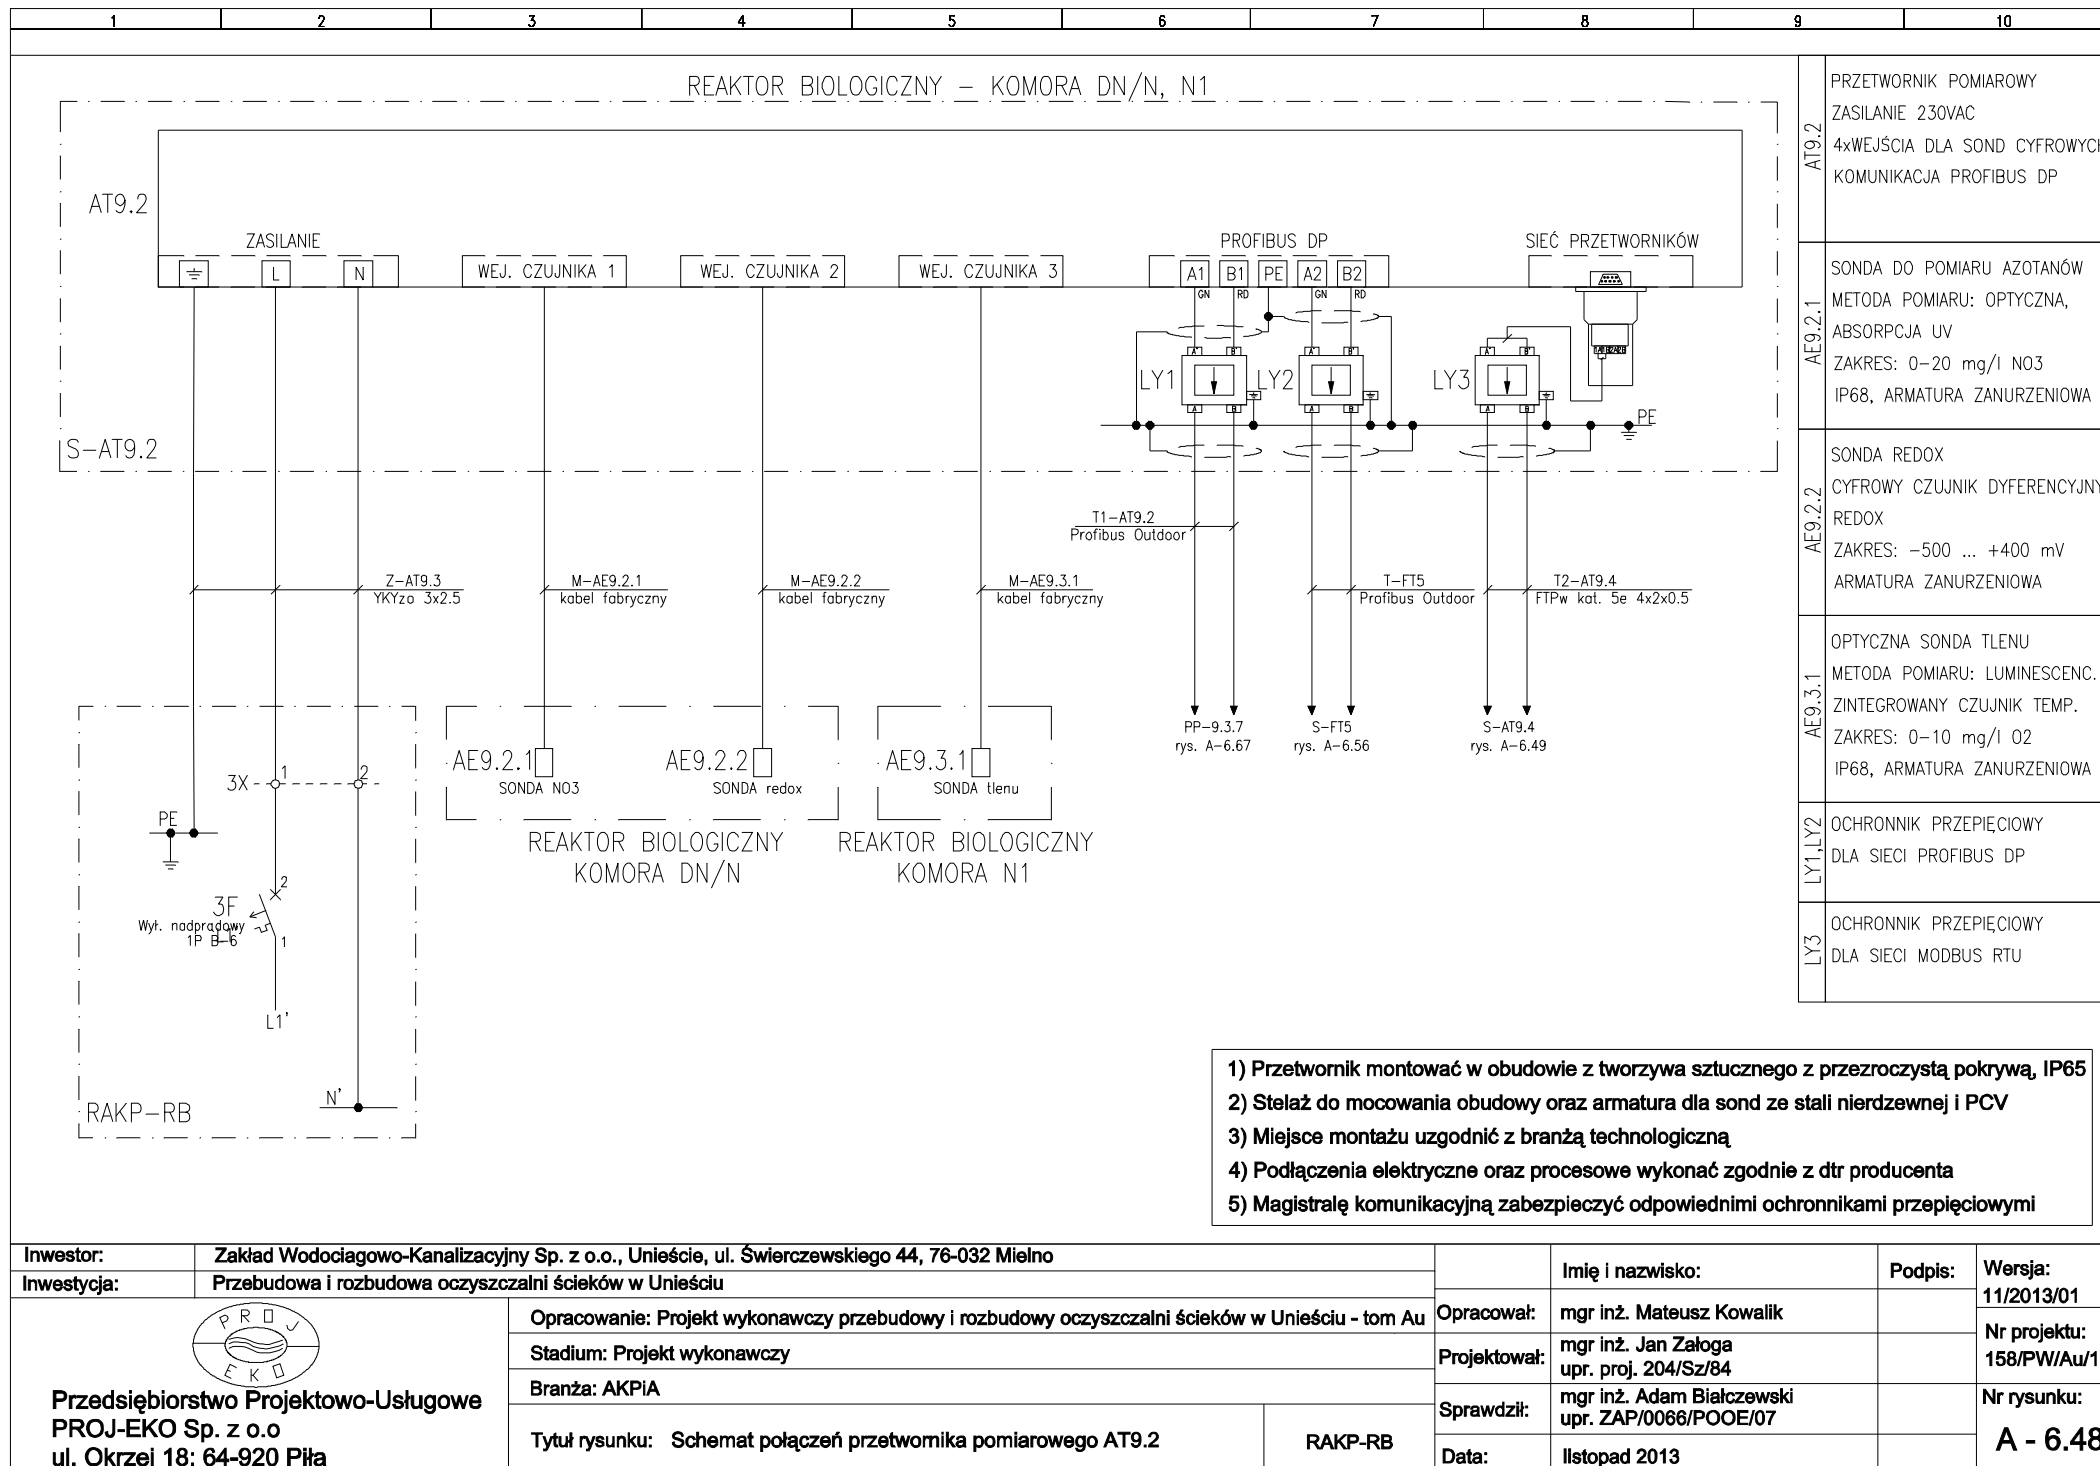 1 2 3 4 5 6 7 8 9 10
REAKTOR BIOLOGICZNY – KOMORA DN/N, N1
AT9.2
ZASILANIE
L N
WEJ. CZUJNIKA 1
WEJ. CZUJNIKA 2
WEJ. CZUJNIKA 3
PROFIBUS DP
A1 B1 PE A2 B2
GN RD GN RD
SIEĆ PRZETWORNIKÓW
A' B' A' B' A' B'
LY1 LY2 LY3
A B A B A B
PE
S–AT9.2
T1–AT9.2
Profibus Outdoor
Z–AT9.3
YKYzo 3x2.5
M–AE9.2.1
kabel fabryczny
M–AE9.2.2
kabel fabryczny
M–AE9.3.1
kabel fabryczny
T–FT5
Profibus Outdoor
T2–AT9.4
FTPw kat. 5e 4x2x0.5
PP–9.3.7
rys. A–6.67
S–FT5
rys. A–6.56
S–AT9.4
rys. A–6.49
AE9.2.1
SONDA NO3
AE9.2.2
SONDA redox
AE9.3.1
SONDA tlenu
REAKTOR BIOLOGICZNY
KOMORA DN/N
REAKTOR BIOLOGICZNY
KOMORA N1
3X 1 2
PE
2
3F
Wył. nadprądowy
1P B–6
1
L1'
N'
RAKP–RB
AT9.2
PRZETWORNIK POMIAROWY
ZASILANIE 230VAC
4xWEJŚCIA DLA SOND CYFROWYCH
KOMUNIKACJA PROFIBUS DP
AE9.2.1
SONDA DO POMIARU AZOTANÓW
METODA POMIARU: OPTYCZNA,
ABSORPCJA UV
ZAKRES: 0–20 mg/l NO3
IP68, ARMATURA ZANURZENIOWA
AE9.2.2
SONDA REDOX
CYFROWY CZUJNIK DYFERENCYJNY
REDOX
ZAKRES: –500 ... +400 mV
ARMATURA ZANURZENIOWA
AE9.3.1
OPTYCZNA SONDA TLENU
METODA POMIARU: LUMINESCENC.
ZINTEGROWANY CZUJNIK TEMP.
ZAKRES: 0–10 mg/l O2
IP68, ARMATURA ZANURZENIOWA
LY1,LY2
OCHRONNIK PRZEPIĘCIOWY
DLA SIECI PROFIBUS DP
LY3
OCHRONNIK PRZEPIĘCIOWY
DLA SIECI MODBUS RTU
1) Przetwornik montować w obudowie z tworzywa sztucznego z przezroczystą pokrywą, IP65
2) Stelaż do mocowania obudowy oraz armatura dla sond ze stali nierdzewnej i PCV
3) Miejsce montażu uzgodnić z branżą technologiczną
4) Podłączenia elektryczne oraz procesowe wykonać zgodnie z dtr producenta
5) Magistralę komunikacyjną zabezpieczyć odpowiednimi ochronnikami przepięciowymi
Inwestor: Zakład Wodociagowo-Kanalizacyjny Sp. z o.o., Unieście, ul. Świerczewskiego 44, 76-032 Mielno
Inwestycja: Przebudowa i rozbudowa oczyszczalni ścieków w Unieściu
PROJ
EKO
Przedsiębiorstwo Projektowo-Usługowe
PROJ-EKO Sp. z o.o
ul. Okrzei 18; 64-920 Piła
Opracowanie: Projekt wykonawczy przebudowy i rozbudowy oczyszczalni ścieków w Unieściu - tom Au
Stadium: Projekt wykonawczy
Branża: AKPiA
Tytuł rysunku: Schemat połączeń przetwornika pomiarowego AT9.2
RAKP-RB
Imię i nazwisko: Podpis:
Opracował: mgr inż. Mateusz Kowalik
Projektował: mgr inż. Jan Załoga
upr. proj. 204/Sz/84
Sprawdził: mgr inż. Adam Białczewski
upr. ZAP/0066/POOE/07
Data: listopad 2013
Wersja:
11/2013/01
Nr projektu:
158/PW/Au/1
Nr rysunku:
A - 6.48